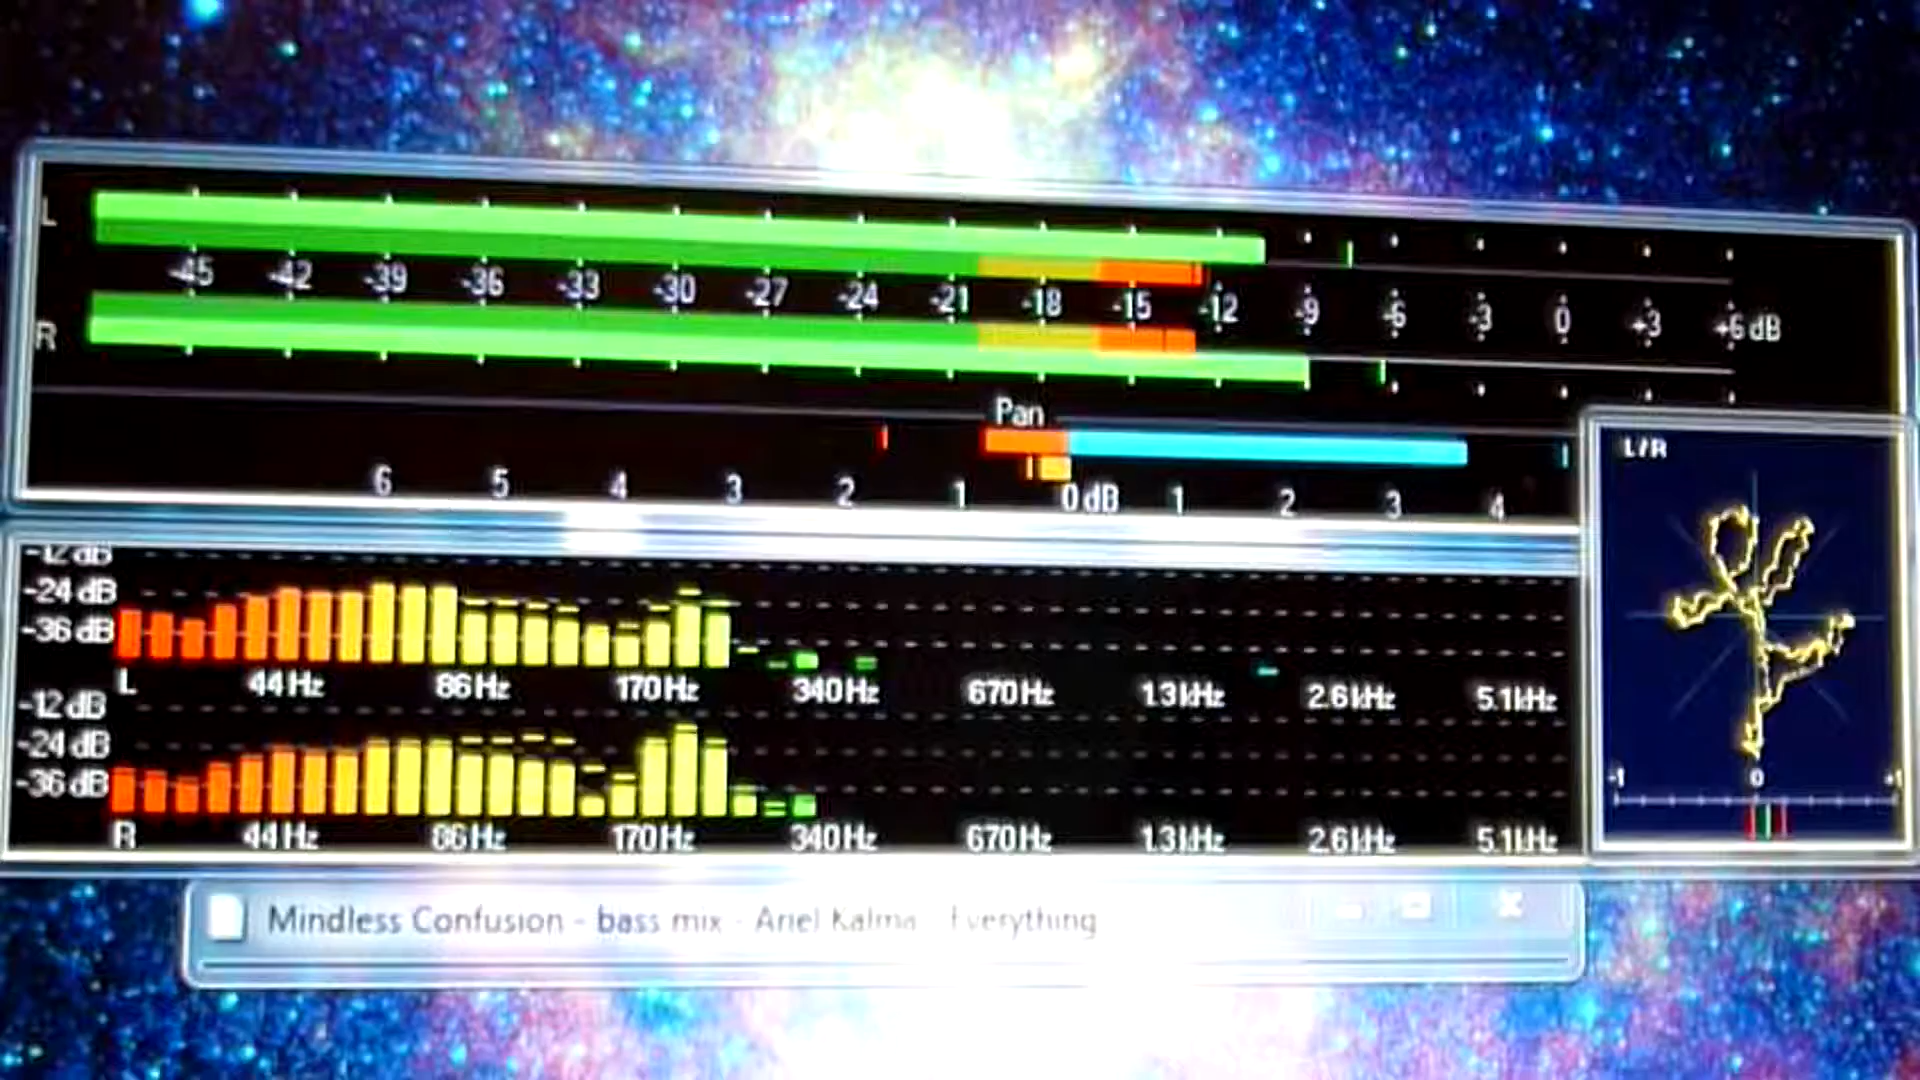 L
-45 -42 -39 -36 -33 -30 -27 -24 -21 -18 -15 -12 -9 -6 -3 0 +3 +6 dB
R
Pan
6 5 4 3 2 1 0 dB 1 2 3 4
L/R
-12 dB
-24 dB
-36 dB
L 44 Hz 86 Hz 170 Hz 340 Hz 670 Hz 1.3 kHz 2.6 kHz 5.1 kHz
-12 dB
-24 dB
-36 dB
-1 0 +1
R 44 Hz 86 Hz 170 Hz 340 Hz 670 Hz 1.3 kHz 2.6 kHz 5.1 kHz
Mindless Confusion - bass mix - Ariel Kalma - Everything